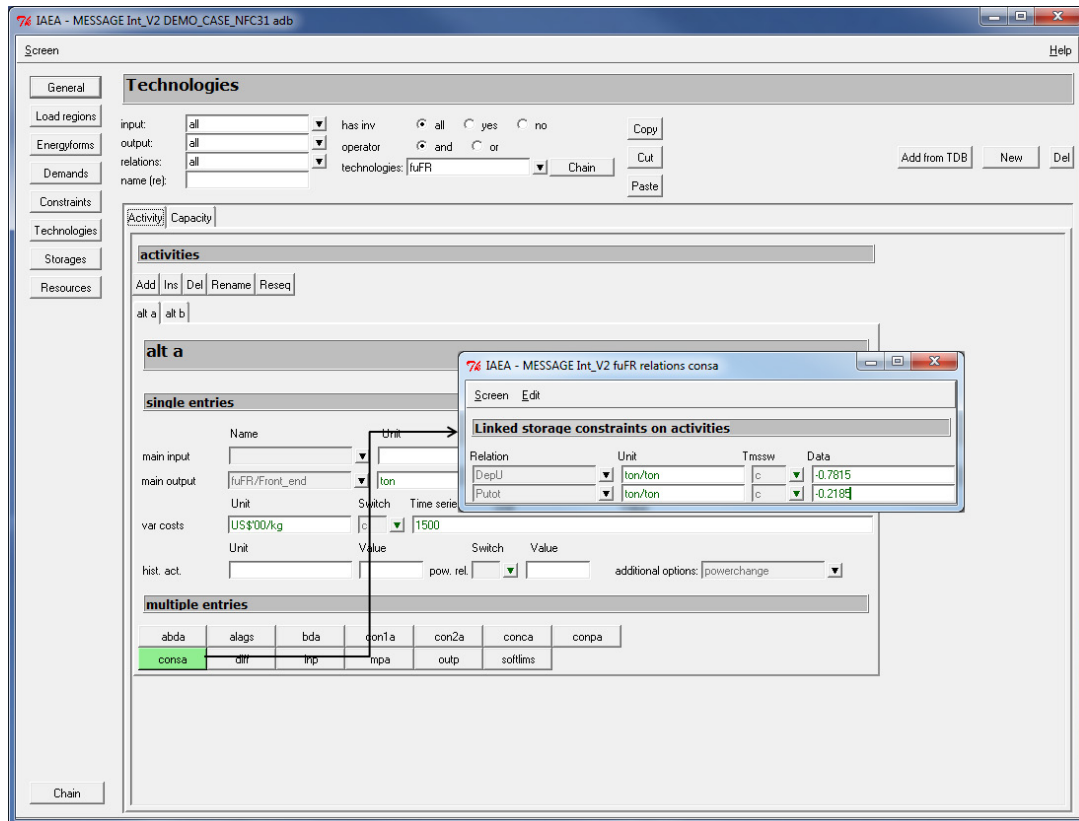 IAEA - MESSAGE Int_V2 DEMO_CASE_NFC31 adb
Screen Help
General
Load regions
Energyforms
Demands
Constraints
Technologies
Storages
Resources
Chain
Technologies
input: all has inv all yes no Copy
output: all operator and or Cut
relations: all technologies: fuFR Chain
name (re): Paste
Add from TDB New Del
Activity Capacity
activities
Add Ins Del Rename Reseq
alt a alt b
alt a
single entries
Name Unit
main input
main output fuFR/Front_end ton
Unit Switch Time serie
var costs US$'00/kg c 1500
Unit Value Switch Value
hist. act. pow. rel. additional options: powerchange
multiple entries
abda alags bda con1a con2a conca conpa
consa diff inp mpa outp softlims
IAEA - MESSAGE Int_V2 fuFR relations consa
Screen Edit
Linked storage constraints on activities
Relation Unit Tmssw Data
DepU ton/ton c -0.7815
Putot ton/ton c -0.2185